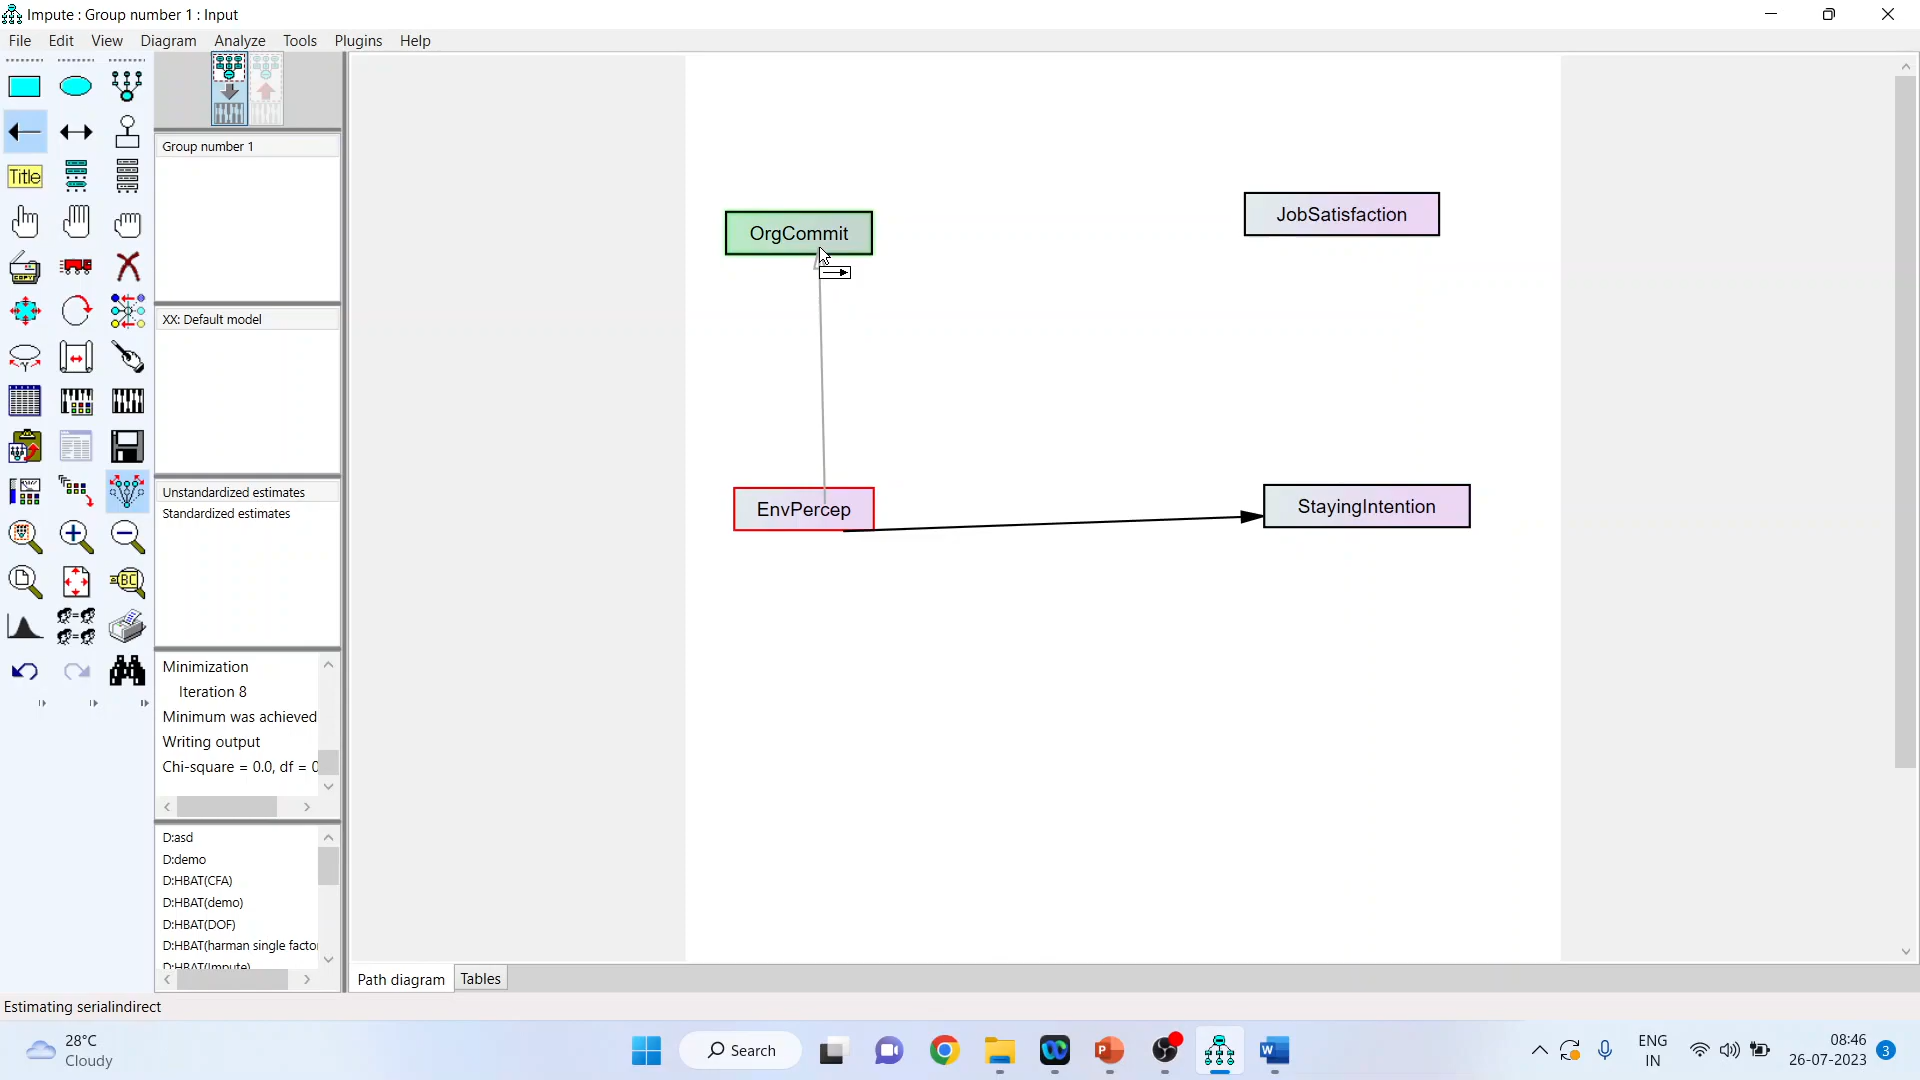 Impute : Group number 1 : Input
File Edit View Diagram Analyze Tools Plugins Help
Title
Group number 1
XX: Default model
Unstandardized estimates
Standardized estimates
Minimization
Iteration 8
Minimum was achieved
Writing output
Chi-square = 0.0, df = 0
D:asd
D:demo
D:HBAT(CFA)
D:HBAT(demo)
D:HBAT(DOF)
D:HBAT(harman single facto
D:HBAT(Impute)
OrgCommit
JobSatisfaction
EnvPercep
StayingIntention
Path diagram Tables
Estimating serialindirect
28°C
Cloudy
Search
ENG
IN
08:46
26-07-2023
3